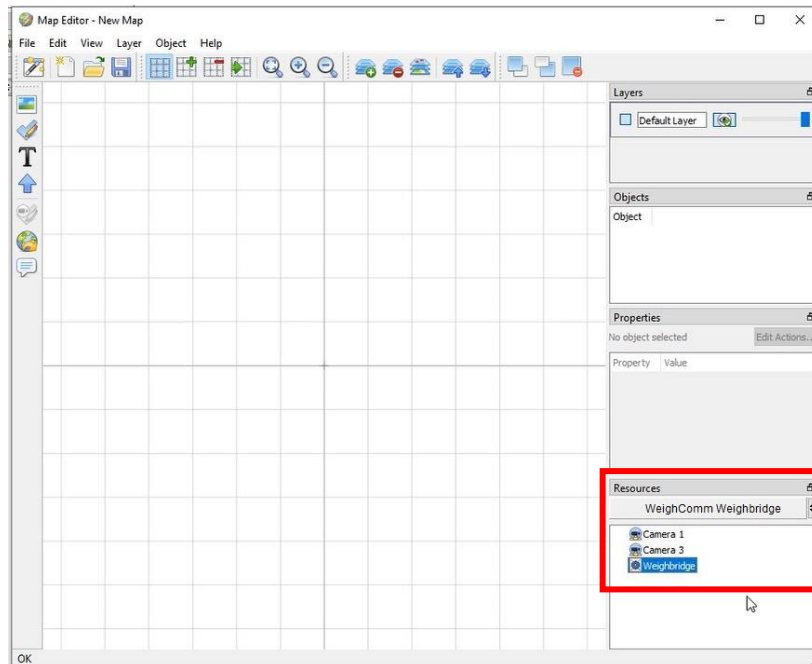 Map Editor - New Map
File Edit View Layer Object Help
Layers
Default Layer
Objects
Object
Properties
No object selected
Edit Actions..
Property Value
Resources
WeighComm Weighbridge
Camera 1
Camera 3
Weighbridge
OK